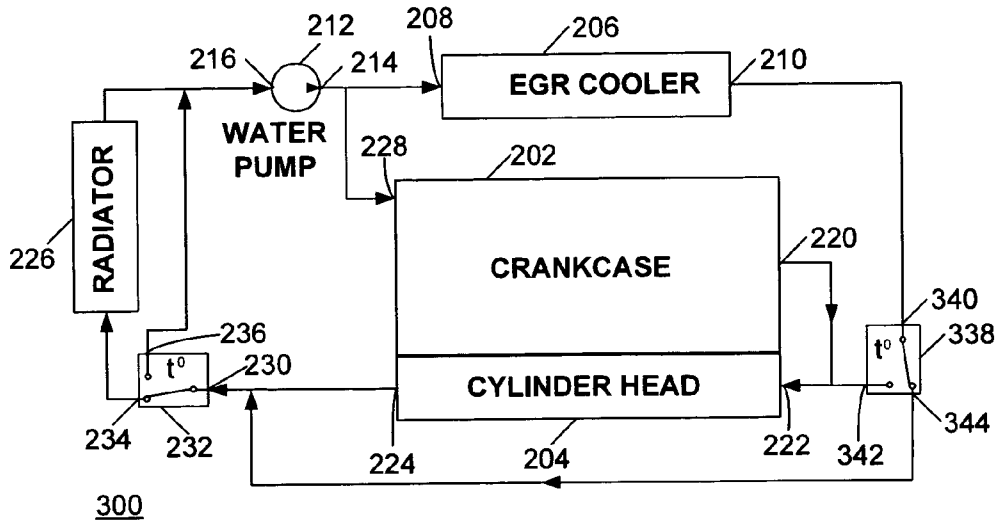 212
216
214
208
206
210
EGR COOLER
WATER
PUMP
228
202
RADIATOR
226
CRANKCASE
220
340
338
t⁰
236
t⁰
230
CYLINDER HEAD
234
232
224
204
222
342
344
300